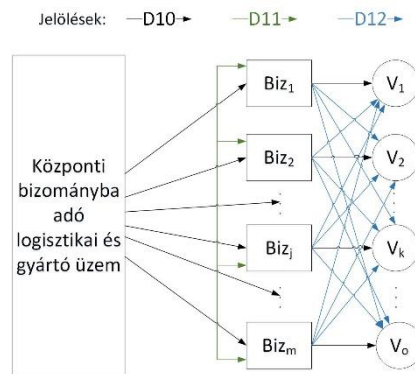 Jelölések: D10 D11 D12
Biz₁ V₁
Biz₂ V₂
Központi
bizományba
adó
logisztikai és
gyártó üzem
Bizⱼ Vₖ
Bizₘ Vₒ